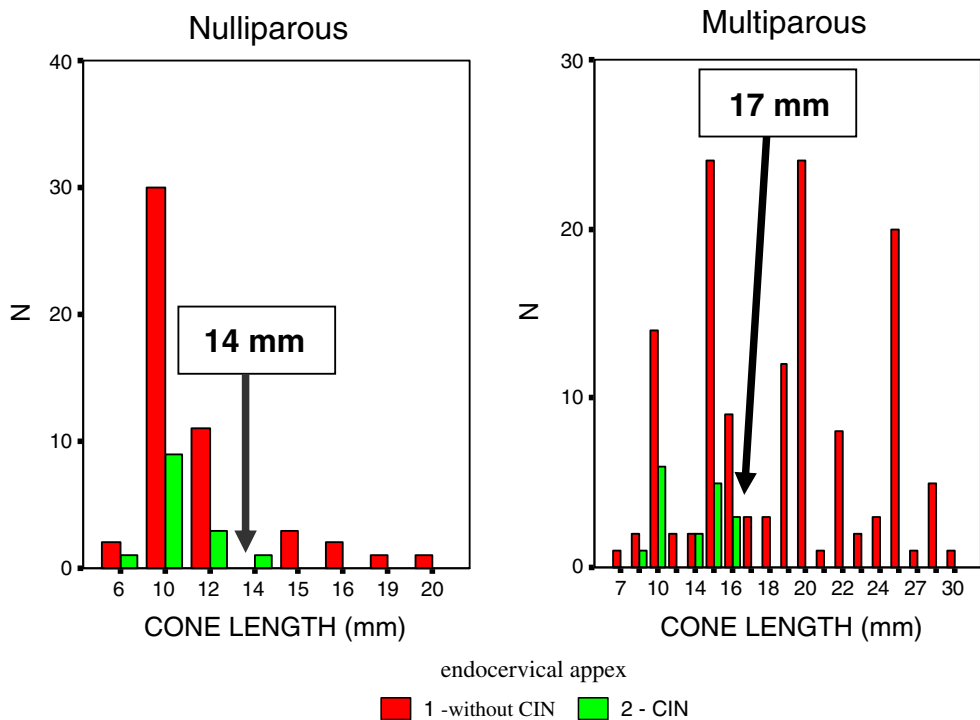 Nulliparous
40
30
20
10
0
N
14 mm
6 10 12 14 15 16 19 20
CONE LENGTH (mm)
Multiparous
30
20
10
0
N
17 mm
7 10 14 16 18 20 22 24 27 30
CONE LENGTH (mm)
endocervical appex
1 -without CIN 2 - CIN